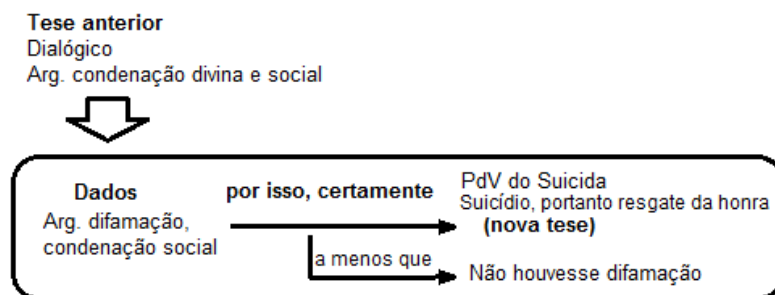 Tese anterior
Dialógico
Arg. condenação divina e social
Dados
Arg. difamação,
condenação social
por isso, certamente
PdV do Suicida
Suicídio, portanto resgate da honra
(nova tese)
a menos que
Não houvesse difamação